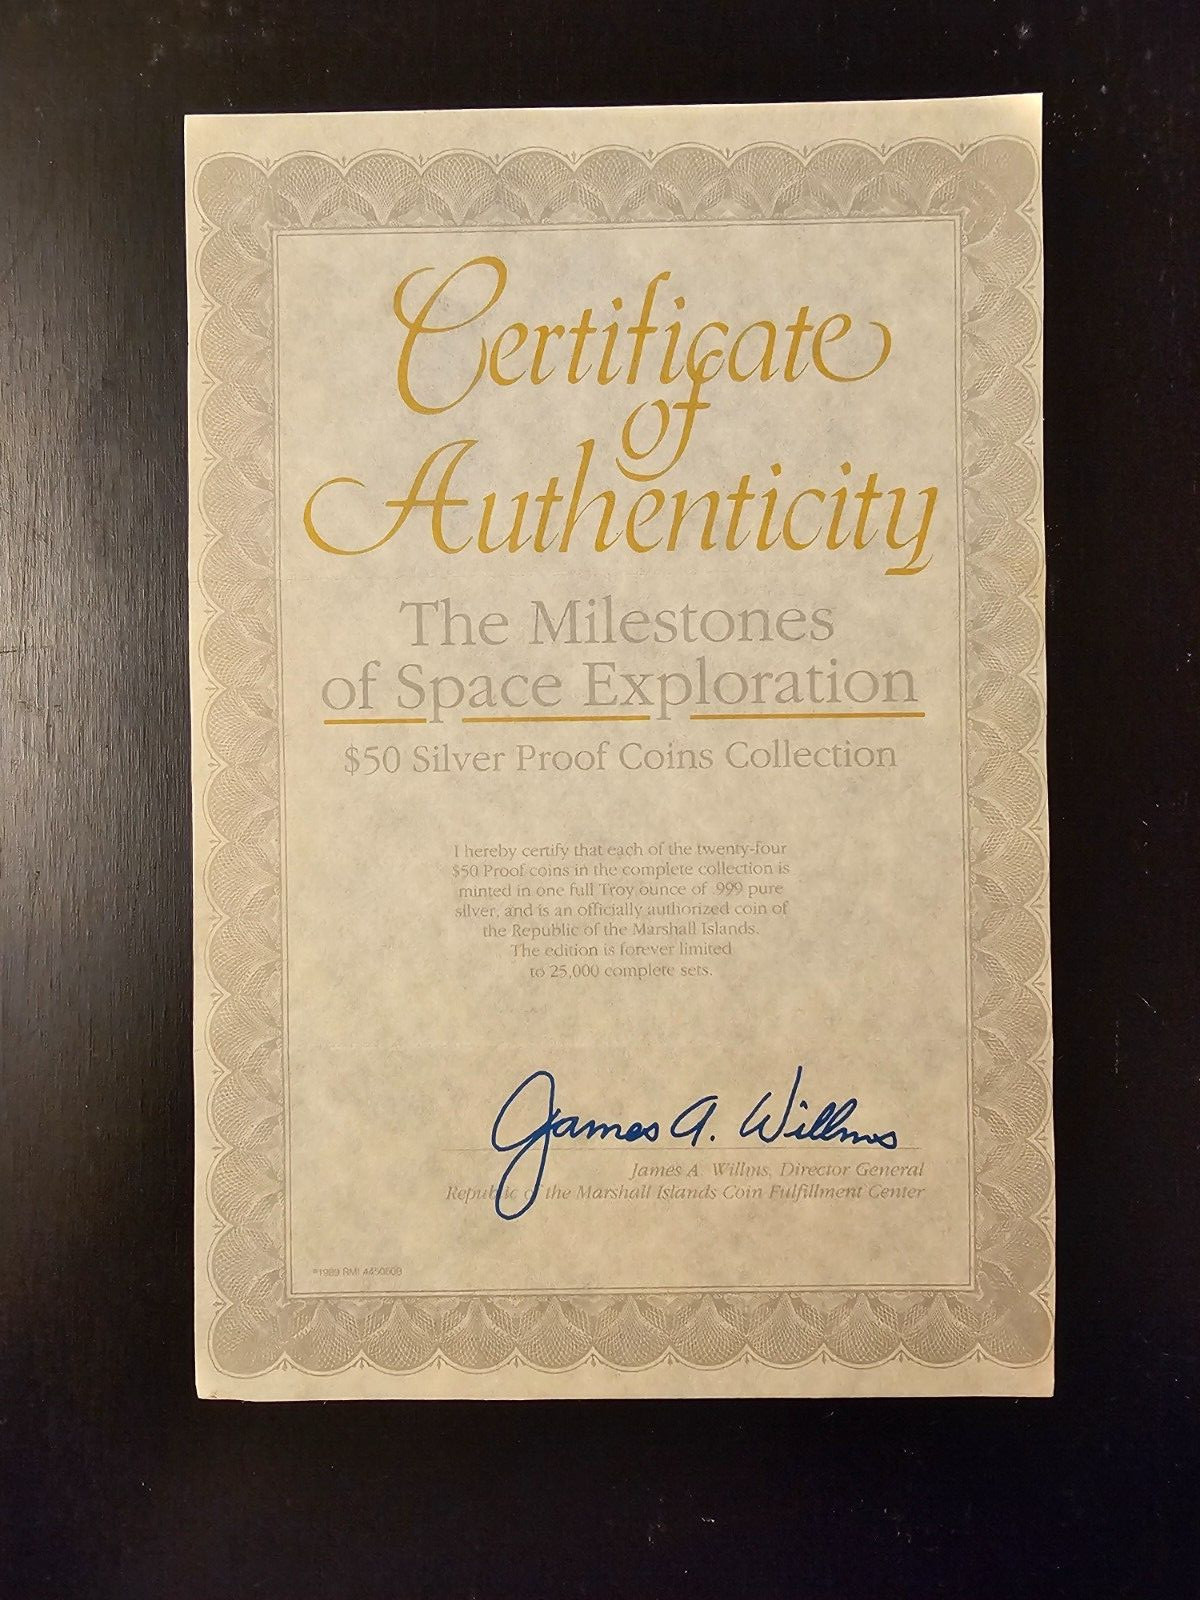 Certificate
of
Authenticity
The Milestones
of Space Exploration
$50 Silver Proof Coins Collection
I hereby certify that each of the twenty-four
$50 Proof coins in the complete collection is
minted in one full Troy ounce of .999 pure
silver, and is an officially authorized coin of
the Republic of the Marshall Islands.
The edition is forever limited
to 25,000 complete sets.
James A. Willms
James A. Willms, Director General
Republic of the Marshall Islands Coin Fulfillment Center
©1989 RMI